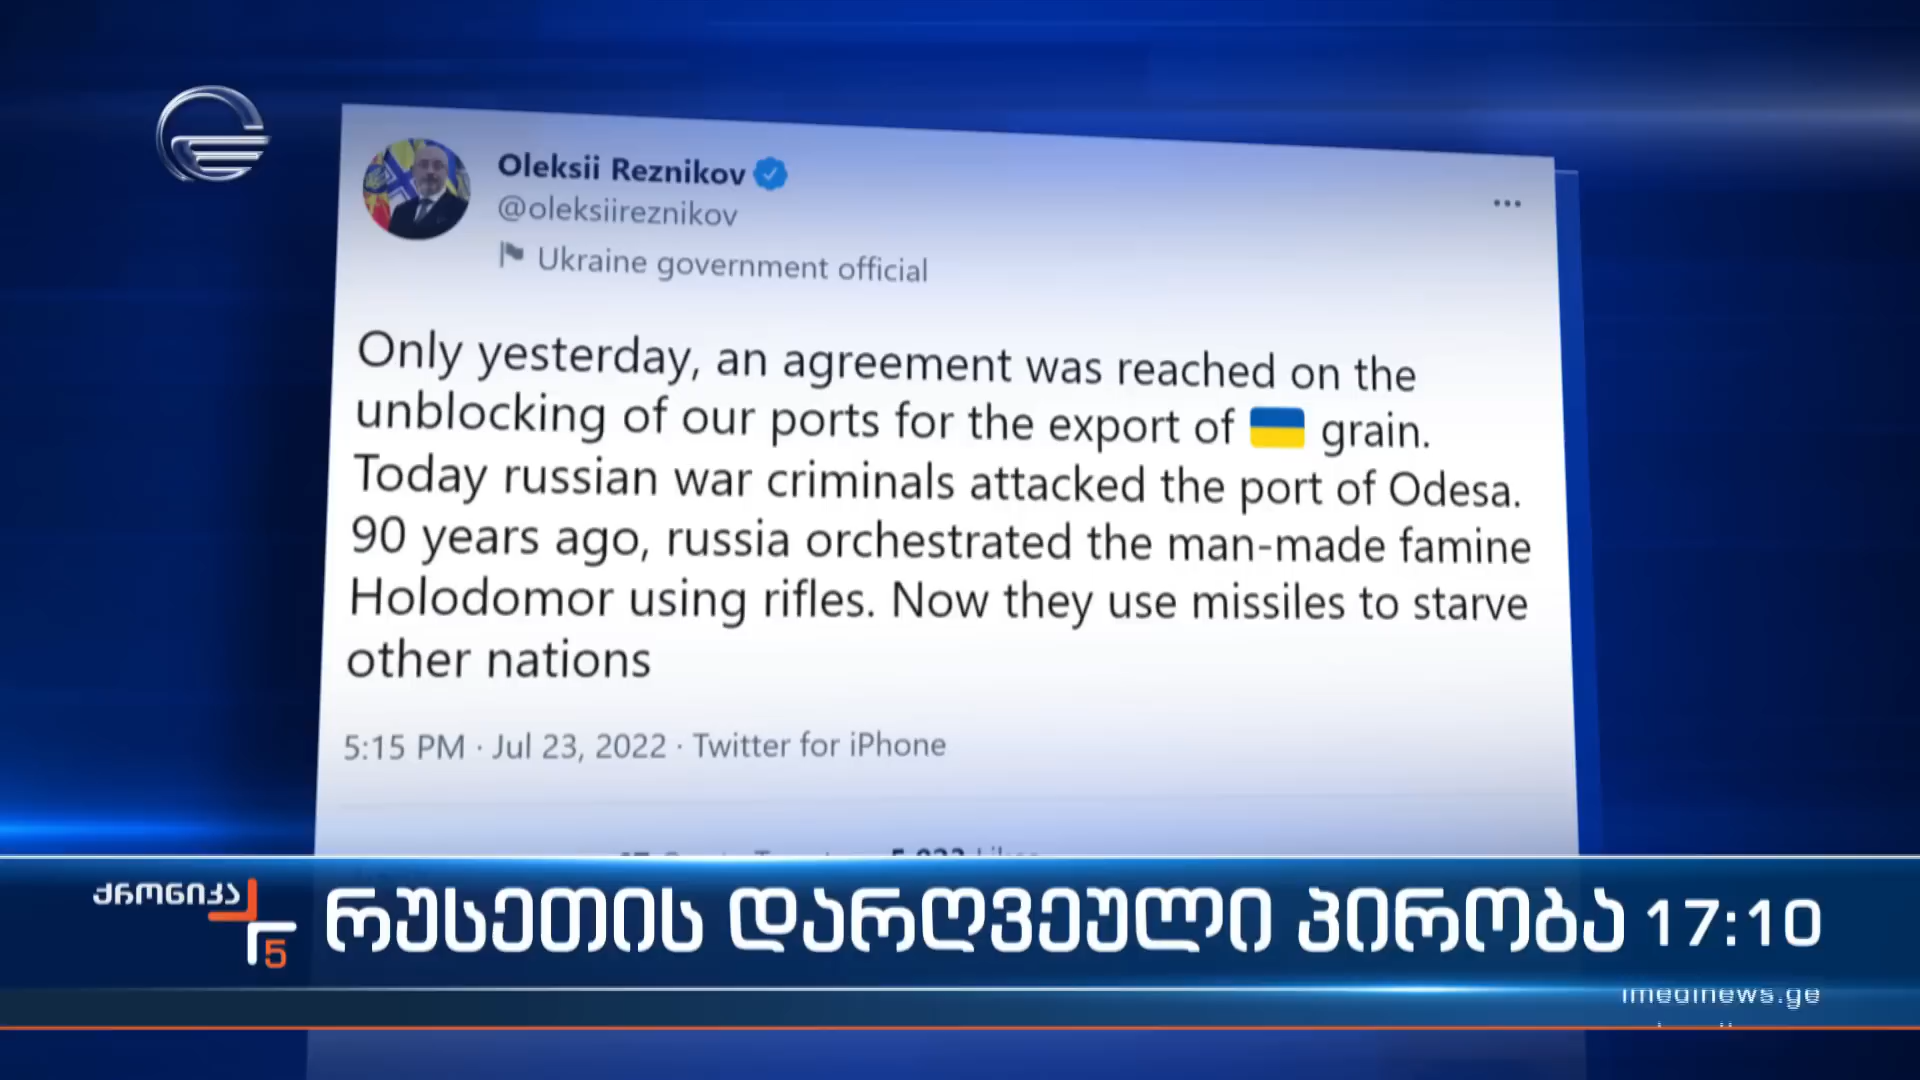 Oleksii Reznikov
@oleksiireznikov
Ukraine government official
Only yesterday, an agreement was reached on the
unblocking of our ports for the export of 🇺🇦 grain.
Today russian war criminals attacked the port of Odesa.
90 years ago, russia orchestrated the man-made famine
Holodomor using rifles. Now they use missiles to starve
other nations
5:15 PM · Jul 23, 2022 · Twitter for iPhone
ქრონიკა
5
რუსეთის დარღვეული პირობა 17:10
imedinews.ge